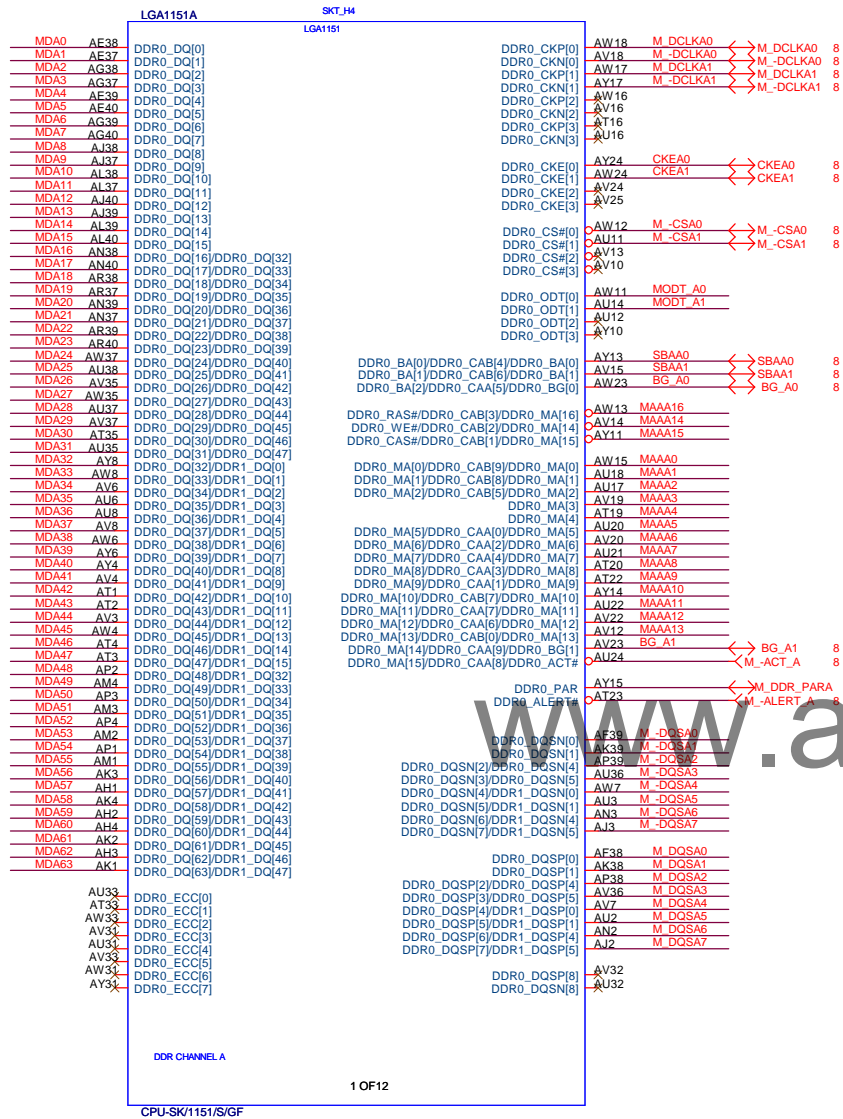 LGA1151A SKT_H4
LGA1151
MDA0 AE38 DDR0_DQ[0]
MDA1 AE37 DDR0_DQ[1]
MDA2 AG38 DDR0_DQ[2]
MDA3 AG37 DDR0_DQ[3]
MDA4 AE39 DDR0_DQ[4]
MDA5 AE40 DDR0_DQ[5]
MDA6 AG39 DDR0_DQ[6]
MDA7 AG40 DDR0_DQ[7]
MDA8 AJ38 DDR0_DQ[8]
MDA9 AJ37 DDR0_DQ[9]
MDA10 AL38 DDR0_DQ[10]
MDA11 AL37 DDR0_DQ[11]
MDA12 AJ40 DDR0_DQ[12]
MDA13 AJ39 DDR0_DQ[13]
MDA14 AL39 DDR0_DQ[14]
MDA15 AL40 DDR0_DQ[15]
MDA16 AN38 DDR0_DQ[16]/DDR0_DQ[32]
MDA17 AN40 DDR0_DQ[17]/DDR0_DQ[33]
MDA18 AR38 DDR0_DQ[18]/DDR0_DQ[34]
MDA19 AR37 DDR0_DQ[19]/DDR0_DQ[35]
MDA20 AN39 DDR0_DQ[20]/DDR0_DQ[36]
MDA21 AN37 DDR0_DQ[21]/DDR0_DQ[37]
MDA22 AR39 DDR0_DQ[22]/DDR0_DQ[38]
MDA23 AR40 DDR0_DQ[23]/DDR0_DQ[39]
MDA24 AW37 DDR0_DQ[24]/DDR0_DQ[40]
MDA25 AU38 DDR0_DQ[25]/DDR0_DQ[41]
MDA26 AV35 DDR0_DQ[26]/DDR0_DQ[42]
MDA27 AW35 DDR0_DQ[27]/DDR0_DQ[43]
MDA28 AU37 DDR0_DQ[28]/DDR0_DQ[44]
MDA29 AV37 DDR0_DQ[29]/DDR0_DQ[45]
MDA30 AT35 DDR0_DQ[30]/DDR0_DQ[46]
MDA31 AU35 DDR0_DQ[31]/DDR0_DQ[47]
MDA32 AY8 DDR0_DQ[32]/DDR1_DQ[0]
MDA33 AW8 DDR0_DQ[33]/DDR1_DQ[1]
MDA34 AV6 DDR0_DQ[34]/DDR1_DQ[2]
MDA35 AU6 DDR0_DQ[35]/DDR1_DQ[3]
MDA36 AU8 DDR0_DQ[36]/DDR1_DQ[4]
MDA37 AV8 DDR0_DQ[37]/DDR1_DQ[5]
MDA38 AW6 DDR0_DQ[38]/DDR1_DQ[6]
MDA39 AY6 DDR0_DQ[39]/DDR1_DQ[7]
MDA40 AY4 DDR0_DQ[40]/DDR1_DQ[8]
MDA41 AV4 DDR0_DQ[41]/DDR1_DQ[9]
MDA42 AT1 DDR0_DQ[42]/DDR1_DQ[10]
MDA43 AT2 DDR0_DQ[43]/DDR1_DQ[11]
MDA44 AV3 DDR0_DQ[44]/DDR1_DQ[12]
MDA45 AW4 DDR0_DQ[45]/DDR1_DQ[13]
MDA46 AT4 DDR0_DQ[46]/DDR1_DQ[14]
MDA47 AT3 DDR0_DQ[47]/DDR1_DQ[15]
MDA48 AP2 DDR0_DQ[48]/DDR1_DQ[32]
MDA49 AM4 DDR0_DQ[49]/DDR1_DQ[33]
MDA50 AP3 DDR0_DQ[50]/DDR1_DQ[34]
MDA51 AM3 DDR0_DQ[51]/DDR1_DQ[35]
MDA52 AP4 DDR0_DQ[52]/DDR1_DQ[36]
MDA53 AM2 DDR0_DQ[53]/DDR1_DQ[37]
MDA54 AP1 DDR0_DQ[54]/DDR1_DQ[38]
MDA55 AM1 DDR0_DQ[55]/DDR1_DQ[39]
MDA56 AK3 DDR0_DQ[56]/DDR1_DQ[40]
MDA57 AH1 DDR0_DQ[57]/DDR1_DQ[41]
MDA58 AK4 DDR0_DQ[58]/DDR1_DQ[42]
MDA59 AH2 DDR0_DQ[59]/DDR1_DQ[43]
MDA60 AH4 DDR0_DQ[60]/DDR1_DQ[44]
MDA61 AK2 DDR0_DQ[61]/DDR1_DQ[45]
MDA62 AH3 DDR0_DQ[62]/DDR1_DQ[46]
MDA63 AK1 DDR0_DQ[63]/DDR1_DQ[47]
AU33 DDR0_ECC[0]
AT33 DDR0_ECC[1]
AW33 DDR0_ECC[2]
AV31 DDR0_ECC[3]
AU31 DDR0_ECC[4]
AV33 DDR0_ECC[5]
AW31 DDR0_ECC[6]
AY31 DDR0_ECC[7]
DDR0_CKP[0] AW18 M_DCLKA0 M_DCLKA0 8
DDR0_CKN[0] AV18 M_-DCLKA0 M_-DCLKA0 8
DDR0_CKP[1] AW17 M_DCLKA1 M_DCLKA1 8
DDR0_CKN[1] AY17 M_-DCLKA1 M_-DCLKA1 8
DDR0_CKP[2] AW16
DDR0_CKN[2] AV16
DDR0_CKP[3] AT16
DDR0_CKN[3] AU16
DDR0_CKE[0] AY24 CKEA0 CKEA0 8
DDR0_CKE[1] AW24 CKEA1 CKEA1 8
DDR0_CKE[2] AV24
DDR0_CKE[3] AV25
DDR0_CS#[0] AW12 M_-CSA0 M_-CSA0 8
DDR0_CS#[1] AU11 M_-CSA1 M_-CSA1 8
DDR0_CS#[2] AV13
DDR0_CS#[3] AV10
DDR0_ODT[0] AW11 MODT_A0
DDR0_ODT[1] AU14 MODT_A1
DDR0_ODT[2] AU12
DDR0_ODT[3] AY10
DDR0_BA[0]/DDR0_CAB[4]/DDR0_BA[0] AY13 SBAA0 SBAA0 8
DDR0_BA[1]/DDR0_CAB[6]/DDR0_BA[1] AV15 SBAA1 SBAA1 8
DDR0_BA[2]/DDR0_CAA[5]/DDR0_BG[0] AW23 BG_A0 BG_A0 8
DDR0_RAS#/DDR0_CAB[3]/DDR0_MA[16] AW13 MAAA16
DDR0_WE#/DDR0_CAB[2]/DDR0_MA[14] AV14 MAAA14
DDR0_CAS#/DDR0_CAB[1]/DDR0_MA[15] AY11 MAAA15
DDR0_MA[0]/DDR0_CAB[9]/DDR0_MA[0] AW15 MAAA0
DDR0_MA[1]/DDR0_CAB[8]/DDR0_MA[1] AU18 MAAA1
DDR0_MA[2]/DDR0_CAB[5]/DDR0_MA[2] AU17 MAAA2
DDR0_MA[3] AV19 MAAA3
DDR0_MA[4] AT19 MAAA4
DDR0_MA[5]/DDR0_CAA[0]/DDR0_MA[5] AU20 MAAA5
DDR0_MA[6]/DDR0_CAA[2]/DDR0_MA[6] AV20 MAAA6
DDR0_MA[7]/DDR0_CAA[4]/DDR0_MA[7] AU21 MAAA7
DDR0_MA[8]/DDR0_CAA[3]/DDR0_MA[8] AT20 MAAA8
DDR0_MA[9]/DDR0_CAA[1]/DDR0_MA[9] AT22 MAAA9
DDR0_MA[10]/DDR0_CAB[7]/DDR0_MA[10] AY14 MAAA10
DDR0_MA[11]/DDR0_CAA[7]/DDR0_MA[11] AU22 MAAA11
DDR0_MA[12]/DDR0_CAA[6]/DDR0_MA[12] AV22 MAAA12
DDR0_MA[13]/DDR0_CAB[0]/DDR0_MA[13] AV12 MAAA13
DDR0_MA[14]/DDR0_CAA[9]/DDR0_BG[1] AV23 BG_A1 BG_A1 8
DDR0_MA[15]/DDR0_CAA[8]/DDR0_ACT# AU24 M_-ACT_A 8
DDR0_PAR AY15 M_DDR_PARA
DDR0_ALERT# AT23 M_-ALERT_A 8
DDR0_DQSN[0] AF39 M_-DQSA0
DDR0_DQSN[1] AK39 M_-DQSA1
DDR0_DQSN[2]/DDR0_DQSN[4] AP39 M_-DQSA2
DDR0_DQSN[3]/DDR0_DQSN[5] AU36 M_-DQSA3
DDR0_DQSN[4]/DDR1_DQSN[0] AW7 M_-DQSA4
DDR0_DQSN[5]/DDR1_DQSN[1] AU3 M_-DQSA5
DDR0_DQSN[6]/DDR1_DQSN[4] AN3 M_-DQSA6
DDR0_DQSN[7]/DDR1_DQSN[5] AJ3 M_-DQSA7
DDR0_DQSP[0] AF38 M_DQSA0
DDR0_DQSP[1] AK38 M_DQSA1
DDR0_DQSP[2]/DDR0_DQSP[4] AP38 M_DQSA2
DDR0_DQSP[3]/DDR0_DQSP[5] AV36 M_DQSA3
DDR0_DQSP[4]/DDR1_DQSP[0] AV7 M_DQSA4
DDR0_DQSP[5]/DDR1_DQSP[1] AU2 M_DQSA5
DDR0_DQSP[6]/DDR1_DQSP[4] AN2 M_DQSA6
DDR0_DQSP[7]/DDR1_DQSP[5] AJ2 M_DQSA7
DDR0_DQSP[8] AV32
DDR0_DQSN[8] AU32
www.a
DDR CHANNEL A
1 OF12
CPU-SK/1151/S/GF